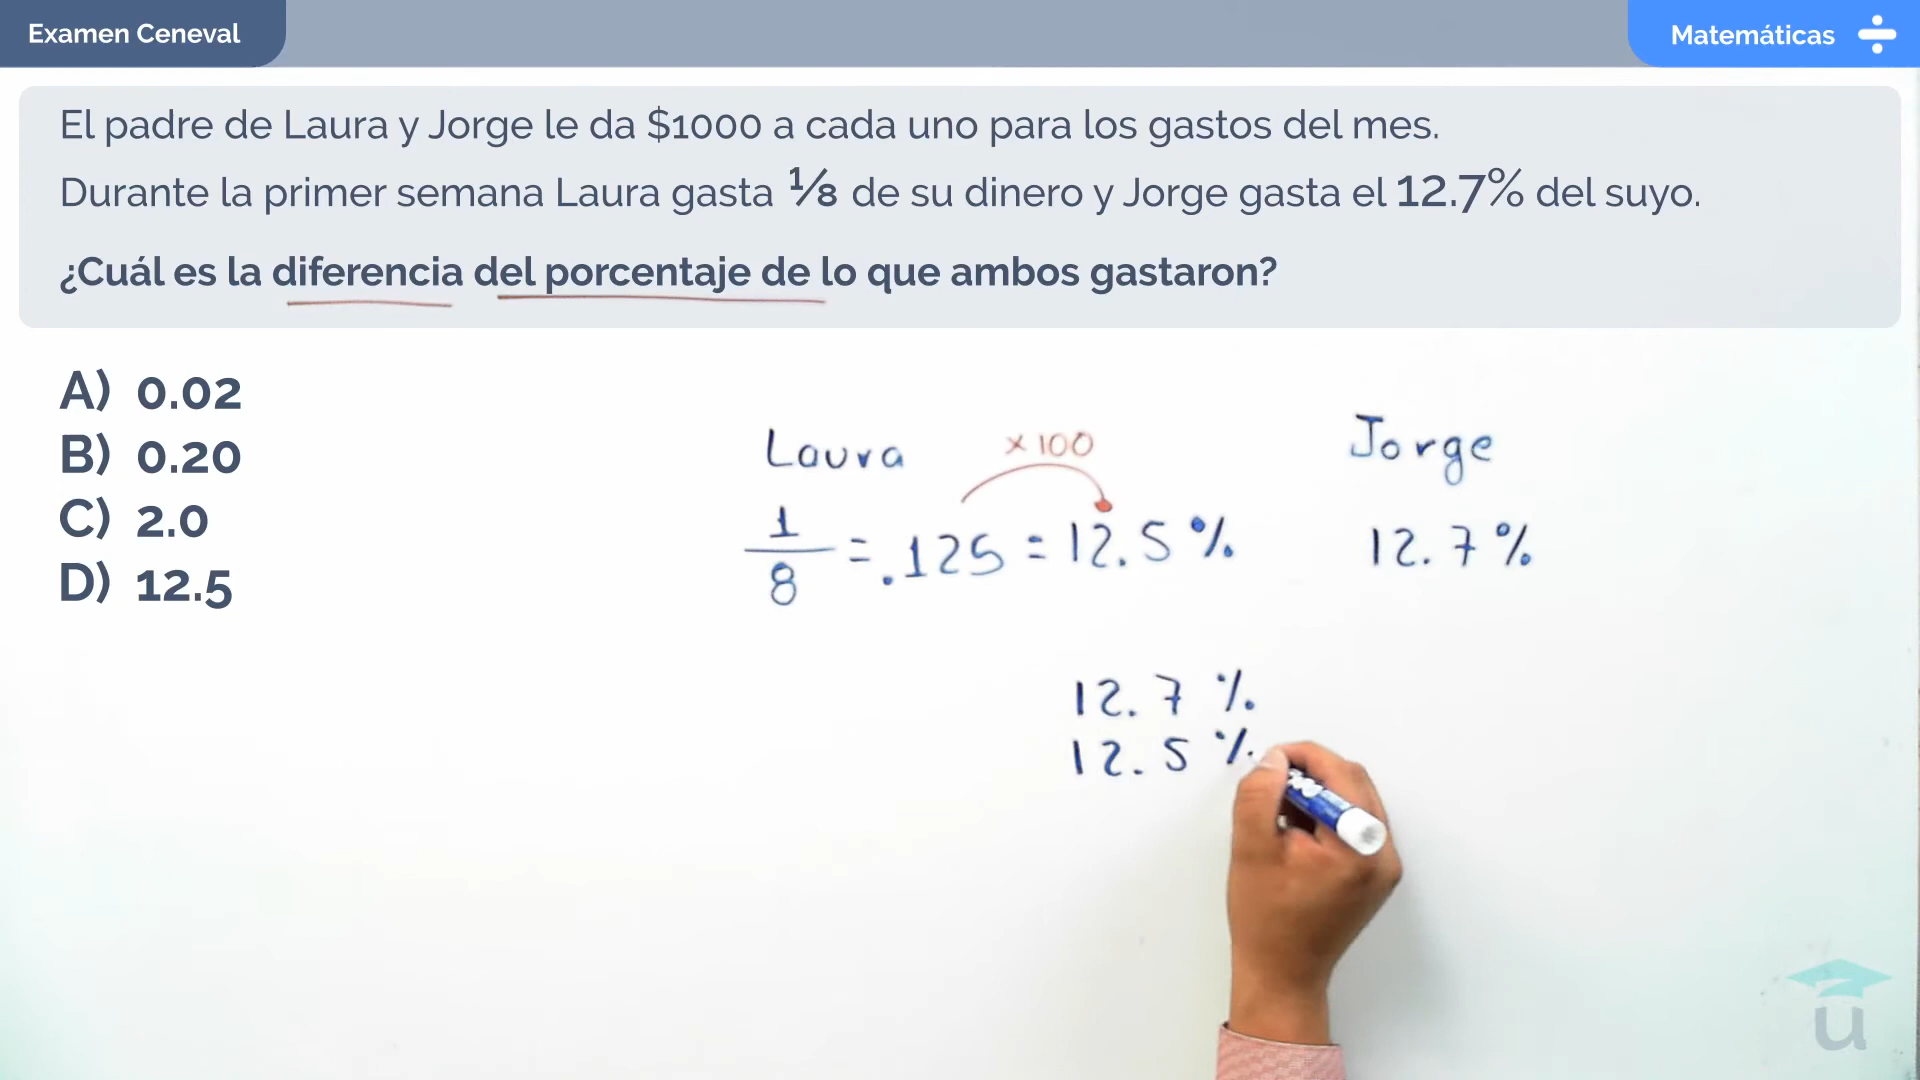 Examen Ceneval
Matemáticas
El padre de Laura y Jorge le da $1000 a cada uno para los gastos del mes.
Durante la primer semana Laura gasta ⅛ de su dinero y Jorge gasta el 12.7% del suyo.
¿Cuál es la diferencia del porcentaje de lo que ambos gastaron?
A) 0.02
B) 0.20
C) 2.0
D) 12.5
Laura
x 100
1/8 = .125 = 12.5 %
Jorge
12.7 %
12.7 %
12.5 %
u